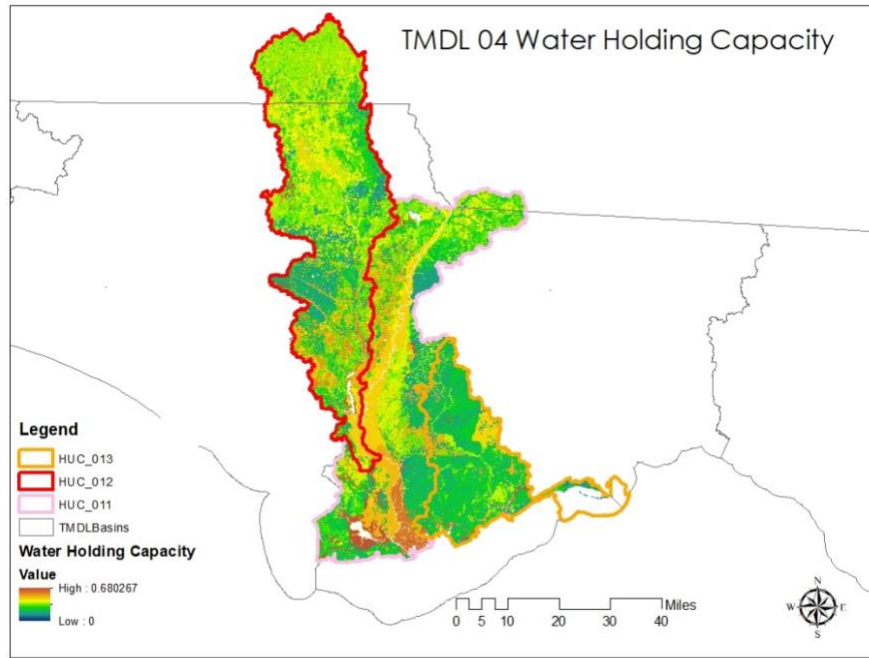 TMDL 04 Water Holding Capacity
Legend
HUC_013
HUC_012
HUC_011
TMDLBasins
Water Holding Capacity
Value
High : 0.680267
Low : 0
Miles
0 5 10 20 30 40
N
W E
S